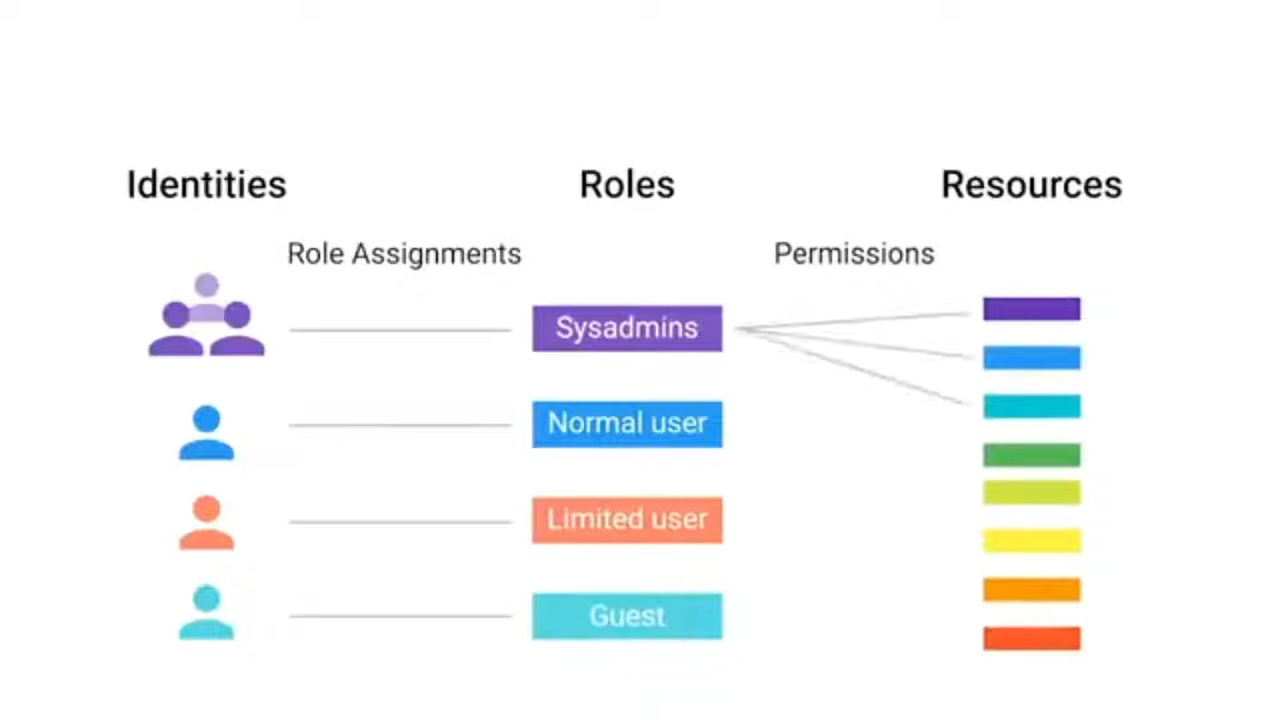 Identities
Roles
Resources
Role Assignments
Permissions
Sysadmins
Normal user
Limited user
Guest